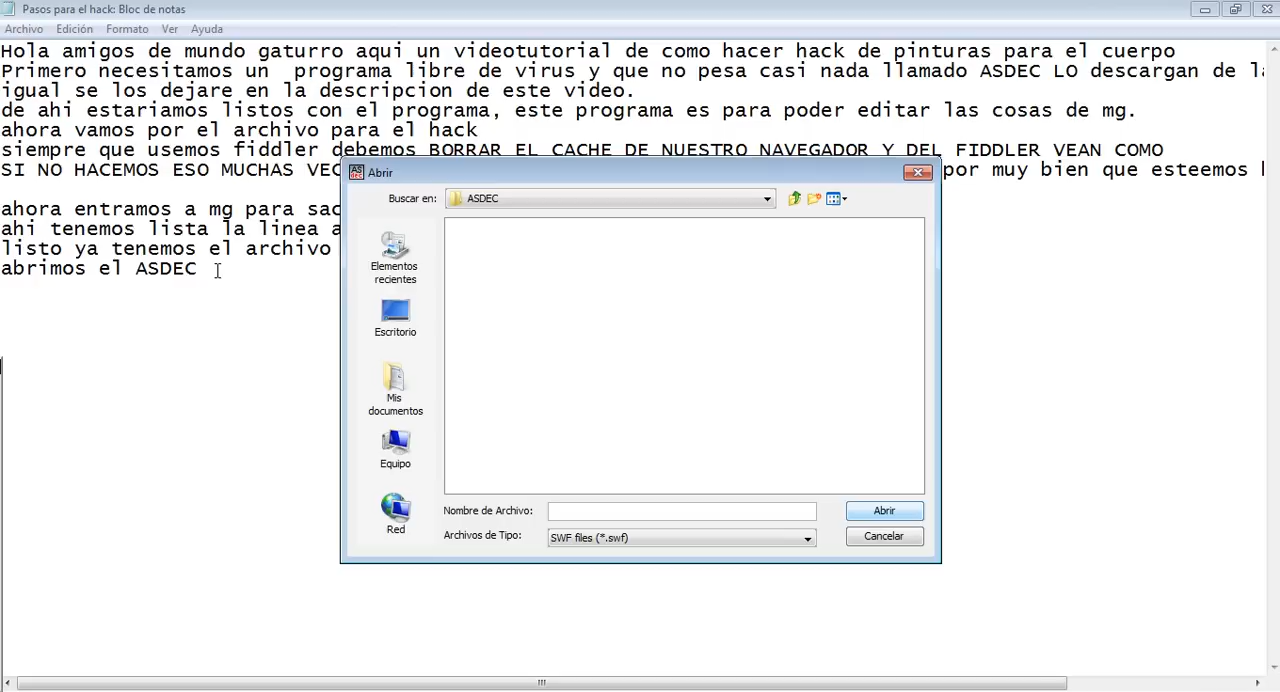 Pasos para el hack: Bloc de notas
Archivo Edición Formato Ver Ayuda
Hola amigos de mundo gaturro aqui un videotutorial de como hacer hack de pinturas para el cuerpo
Primero necesitamos un programa libre de virus y que no pesa casi nada llamado ASDEC LO descargan de
igual se los dejare en la descripcion de este video.
de ahi estariamos listos con el programa, este programa es para poder editar las cosas de mg.
ahora vamos por el archivo para el hack
siempre que usemos fiddler debemos BORRAR EL CACHE DE NUESTRO NAVEGADOR Y DEL FIDDLER VEAN COMO
SI NO HACEMOS ESO MUCHAS VEC por muy bien que esteemos
ahora entramos a mg para sac
ahi tenemos lista la linea a
listo ya tenemos el archivo
abrimos el ASDEC
AS dec Abrir
Buscar en: ASDEC
Elementos recientes
Escritorio
Mis documentos
Equipo
Red
Nombre de Archivo: Abrir
Archivos de Tipo: SWF files (*.swf) Cancelar